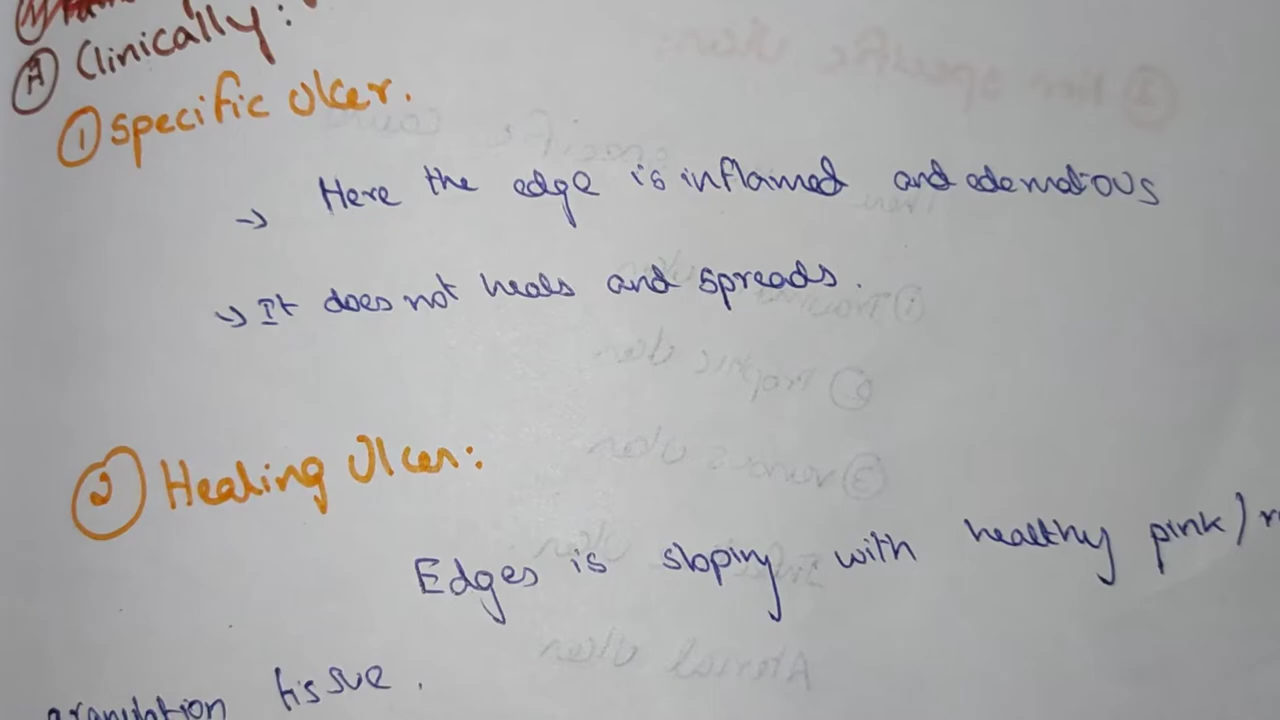 Ⓐ Clinically:
① specific Ulcer.
→ Here the edge is inflamed and edematous
→ It does not heals and spreads.
② Healing Ulcer:
Edges is sloping with healthy pink/
granulation tissue.